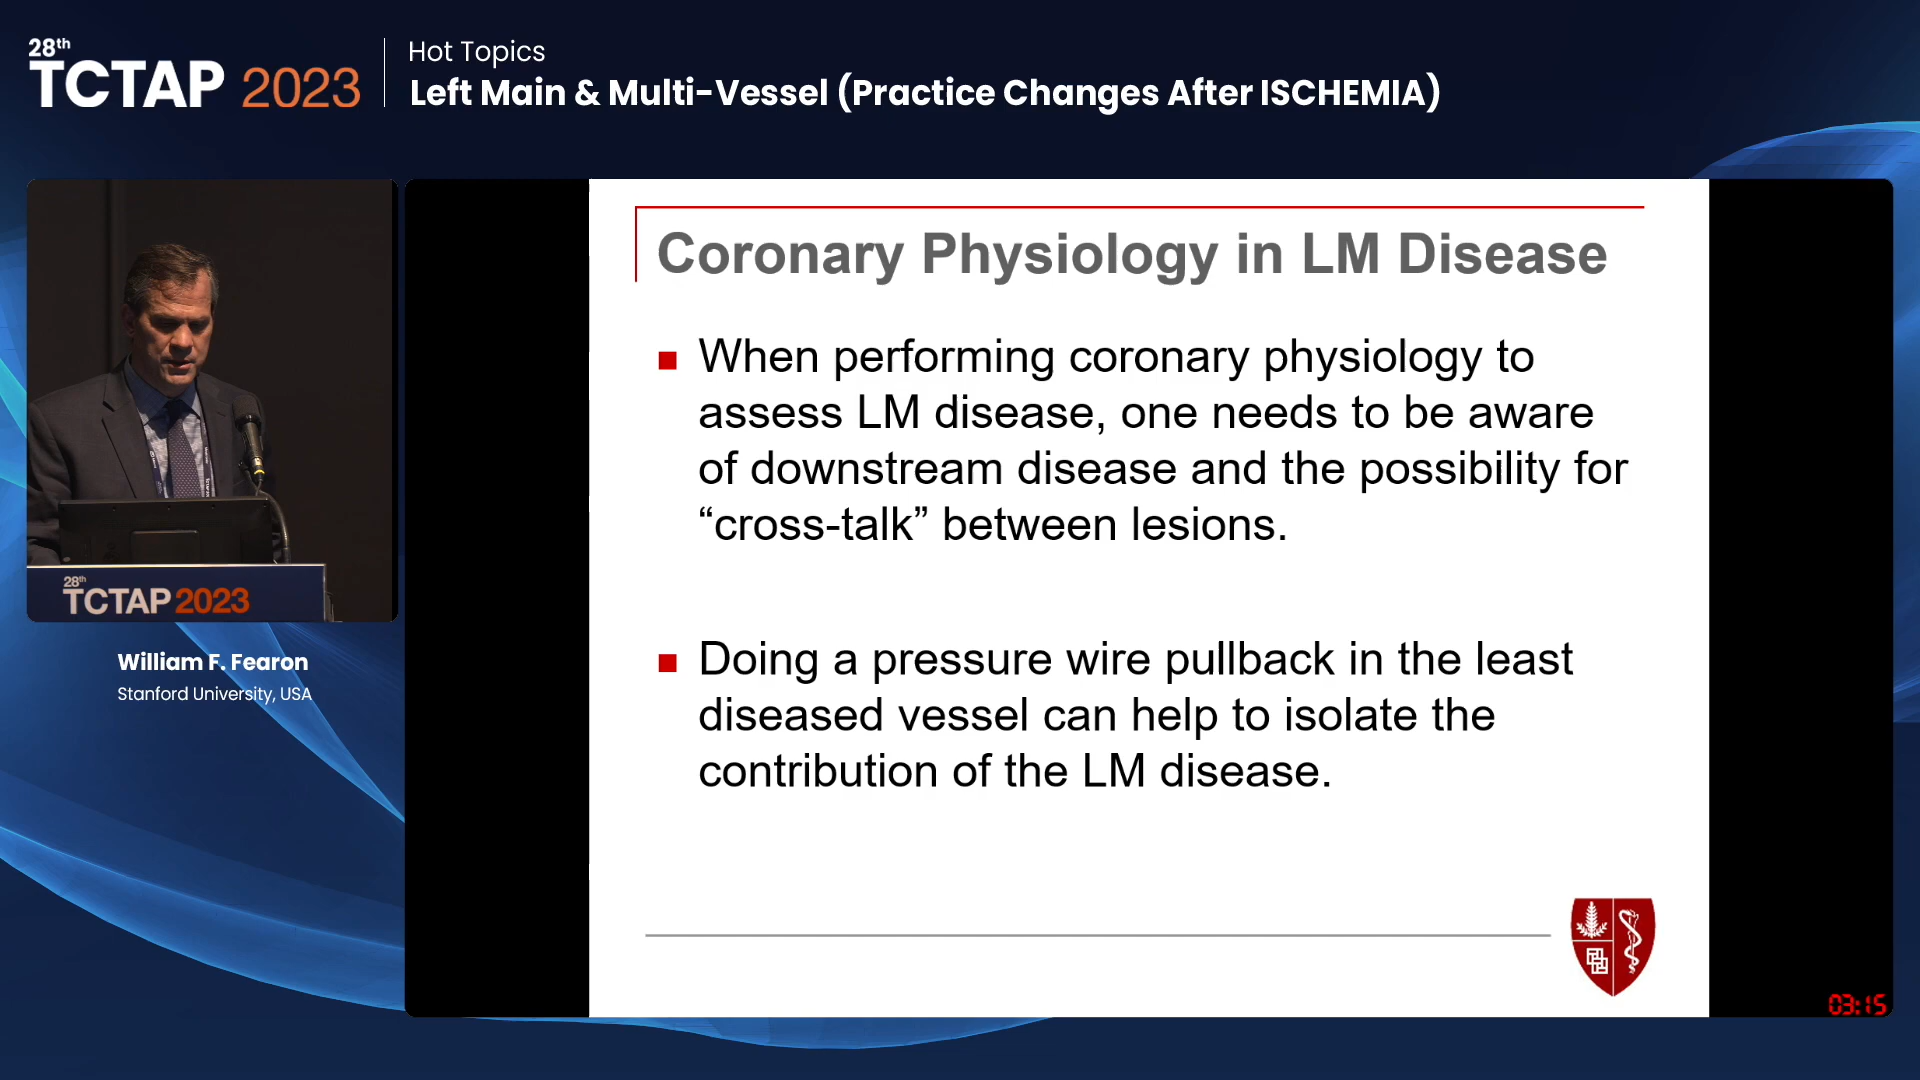 28th
TCTAP 2023
Hot Topics
Left Main & Multi-Vessel (Practice Changes After ISCHEMIA)
28th
TCTAP 2023
William F. Fearon
Stanford University, USA
Coronary Physiology in LM Disease
When performing coronary physiology to
assess LM disease, one needs to be aware
of downstream disease and the possibility for
“cross-talk” between lesions.
Doing a pressure wire pullback in the least
diseased vessel can help to isolate the
contribution of the LM disease.
03:15